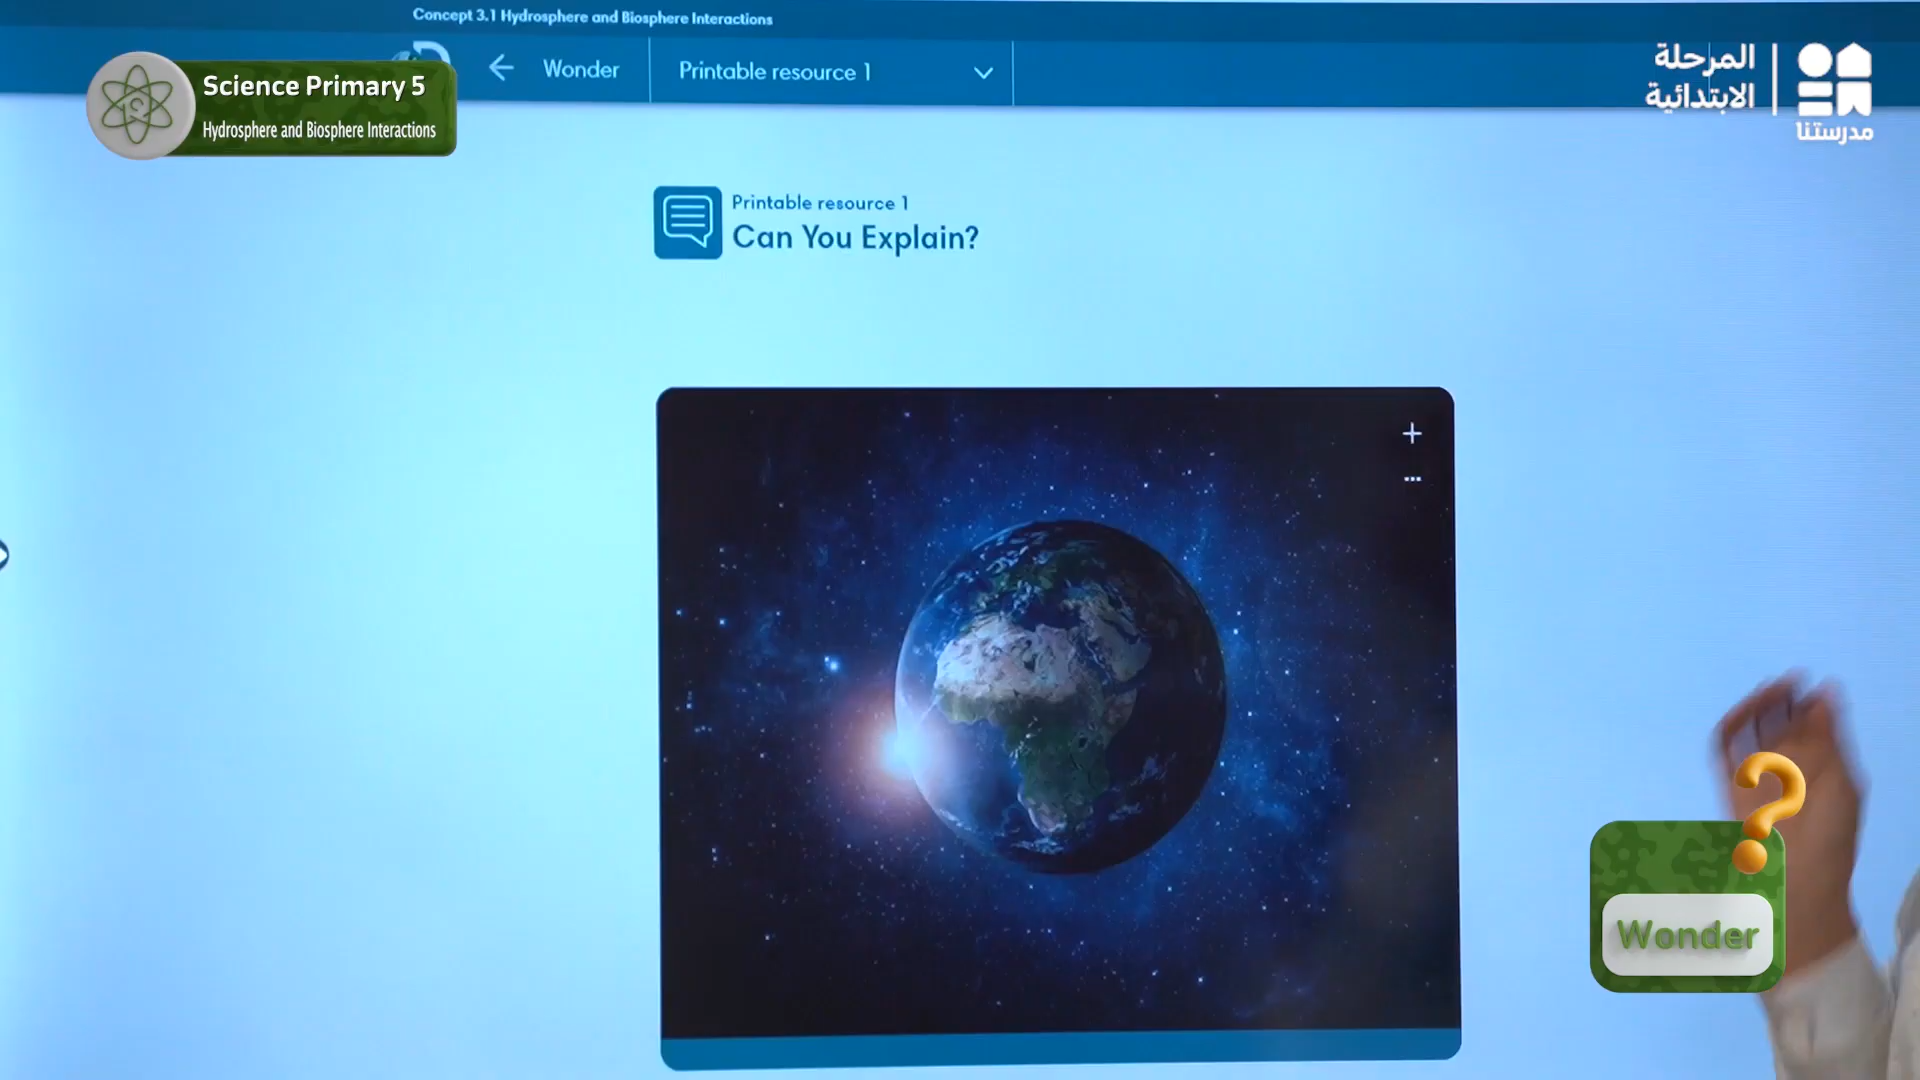 Concept 3.1 Hydrosphere and Biosphere Interactions
Wonder
Printable resource 1
Science Primary 5
Hydrosphere and Biosphere Interactions
المرحلة
الابتدائية
مدرستنا
Printable resource 1
Can You Explain?
Wonder